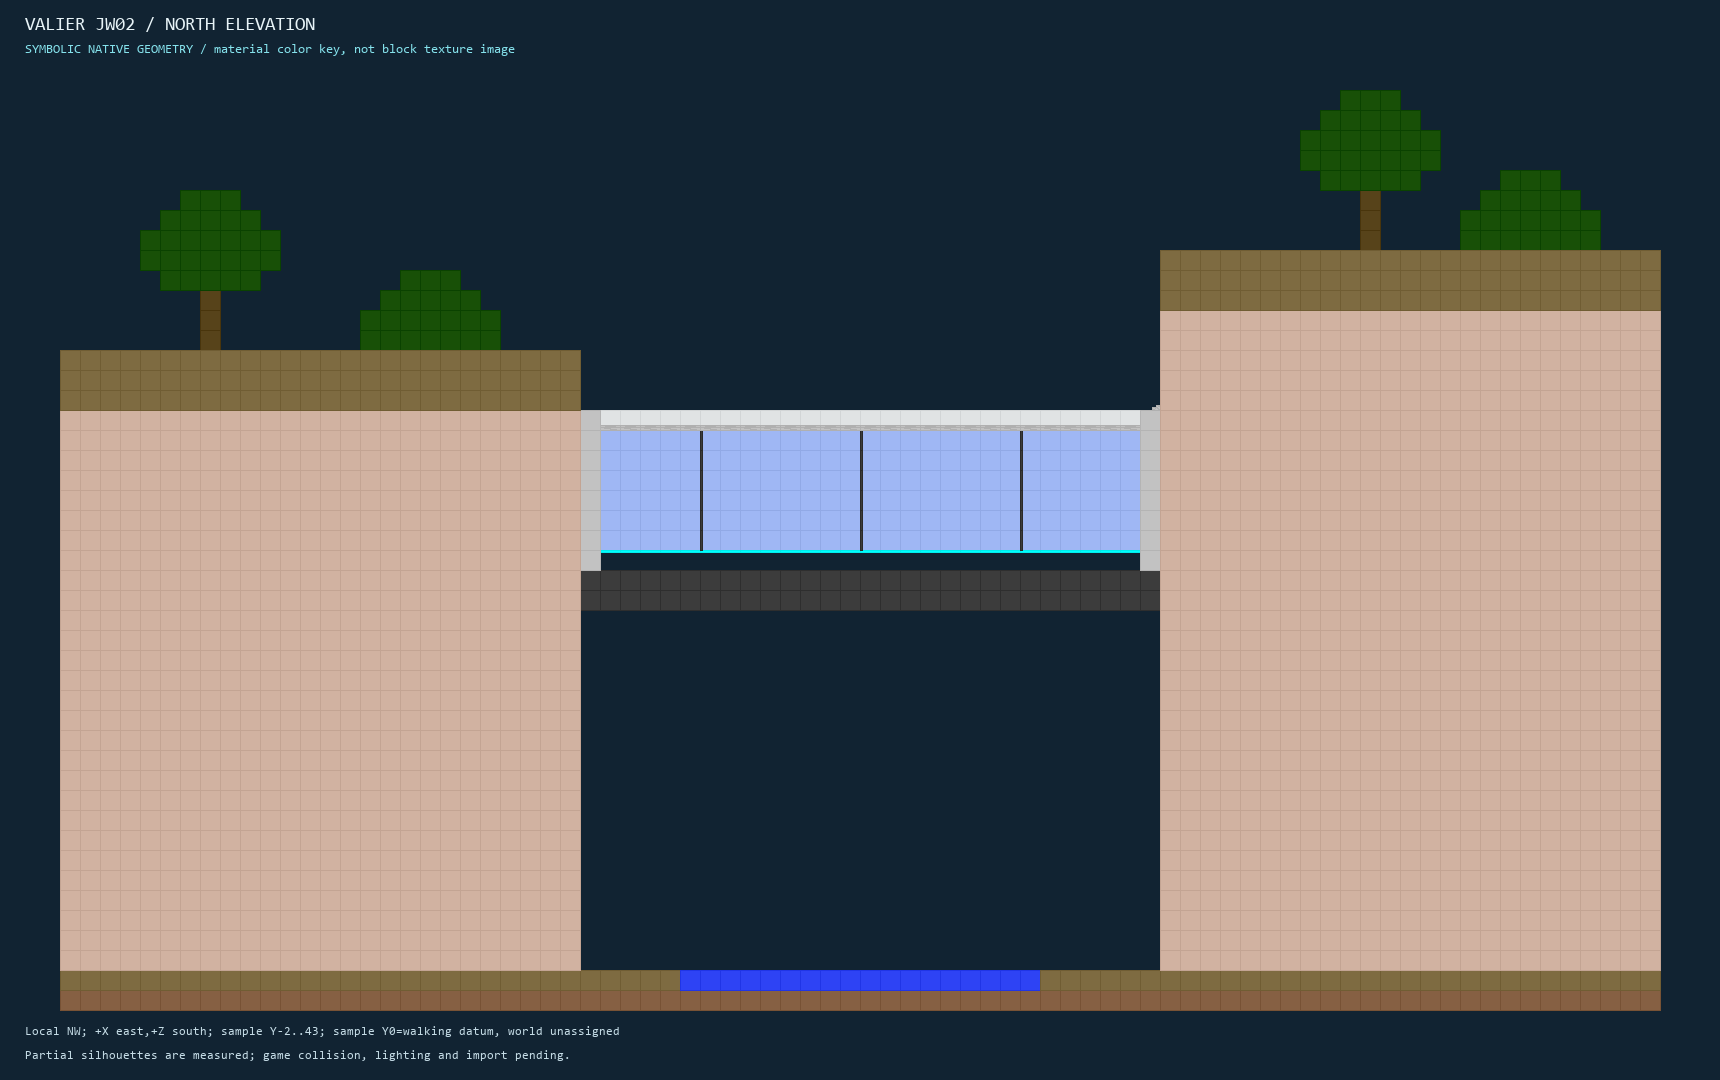 VALIER JW02 / NORTH ELEVATION
SYMBOLIC NATIVE GEOMETRY / material color key, not block texture image
Local NW; +X east,+Z south; sample Y-2..43; sample Y0=walking datum, world unassigned
Partial silhouettes are measured; game collision, lighting and import pending.